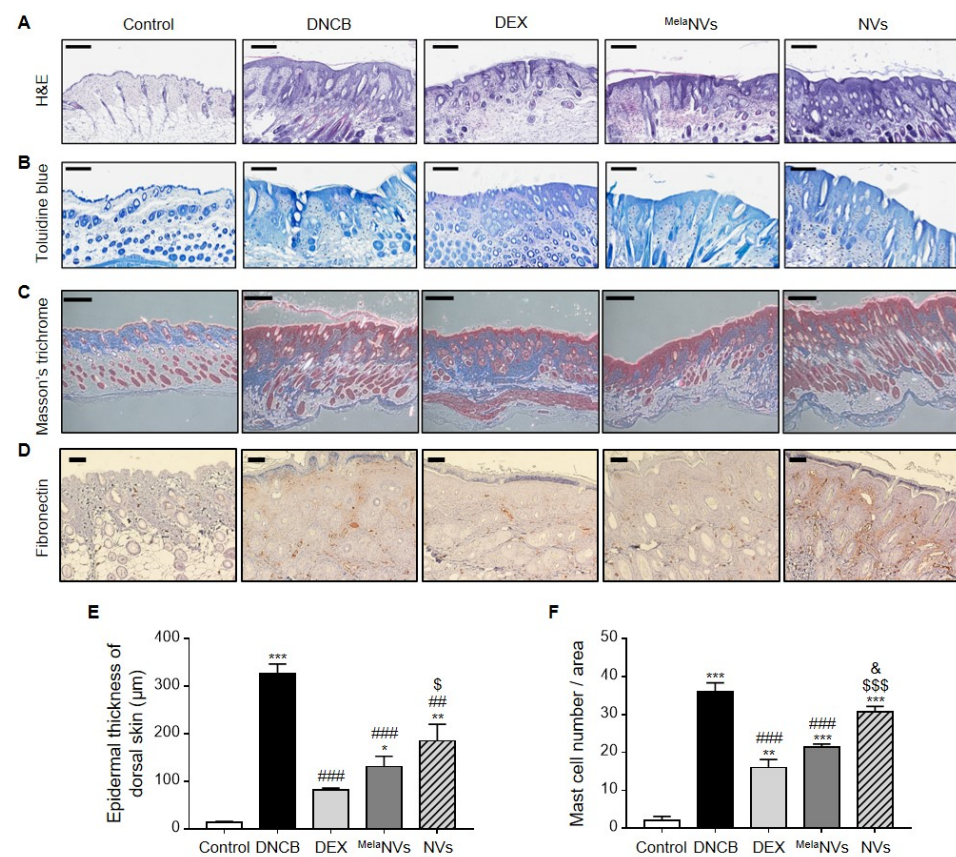 A
Control
DNCB
DEX
MelaNVs
NVs
H&E
B
Toluidine blue
C
Masson's trichrome
D
Fibronectin
E
Epidermal thickness of
dorsal skin (μm)
400
300
200
100
0
***
###
###
*
$
##
**
Control
DNCB
DEX
MelaNVs
NVs
F
Mast cell number / area
50
40
30
20
10
0
***
###
**
###
***
&
$$$
***
Control
DNCB
DEX
MelaNVs
NVs